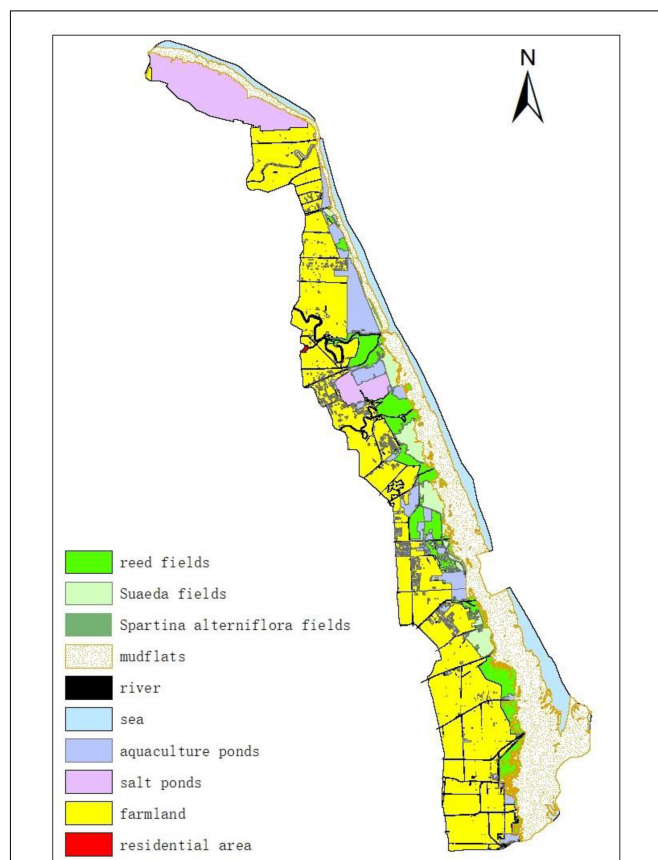 N
reed fields
Suaeda fields
Spartina alterniflora fields
mudflats
river
sea
aquaculture ponds
salt ponds
farmland
residential area